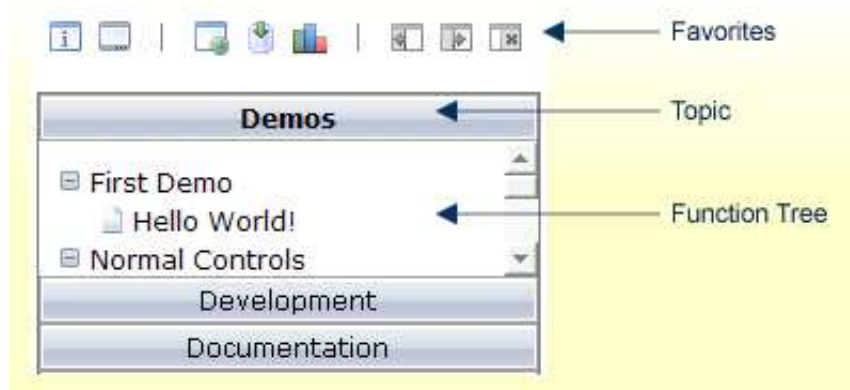 Favorites
Demos
Topic
First Demo
Hello World!
Function Tree
Normal Controls
Development
Documentation